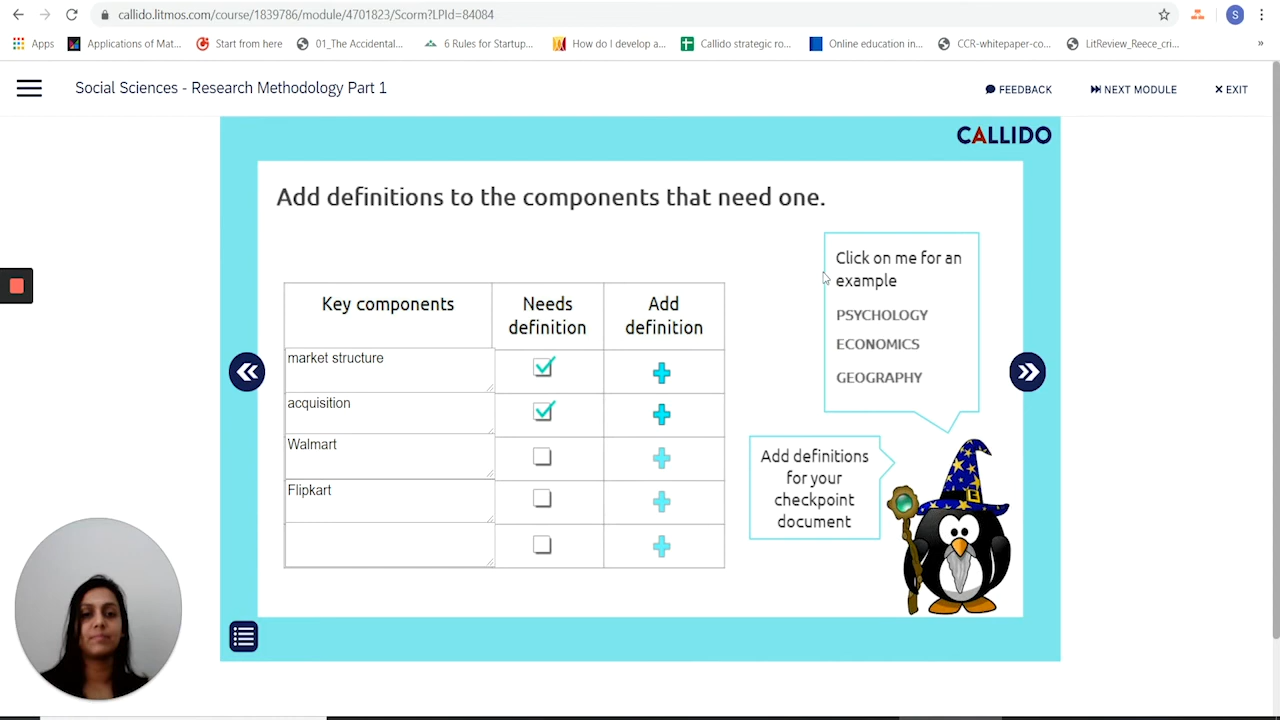 callido.litmos.com/course/1839786/module/4701823/Scorm?LPId=84084
S
Apps
Applications of Mat...
Start from here
01_The Accidental...
6 Rules for Startup...
How do I develop a...
Callido strategic ro...
Online education in...
CCR-whitepaper-co...
LitReview_Reece_cri...
»
Social Sciences - Research Methodology Part 1
FEEDBACK
NEXT MODULE
EXIT
CALLIDO
Add definitions to the components that need one.
Key components
Needs
definition
Add
definition
market structure
acquisition
Walmart
Flipkart
Click on me for an
example
PSYCHOLOGY
ECONOMICS
GEOGRAPHY
Add definitions
for your
checkpoint
document